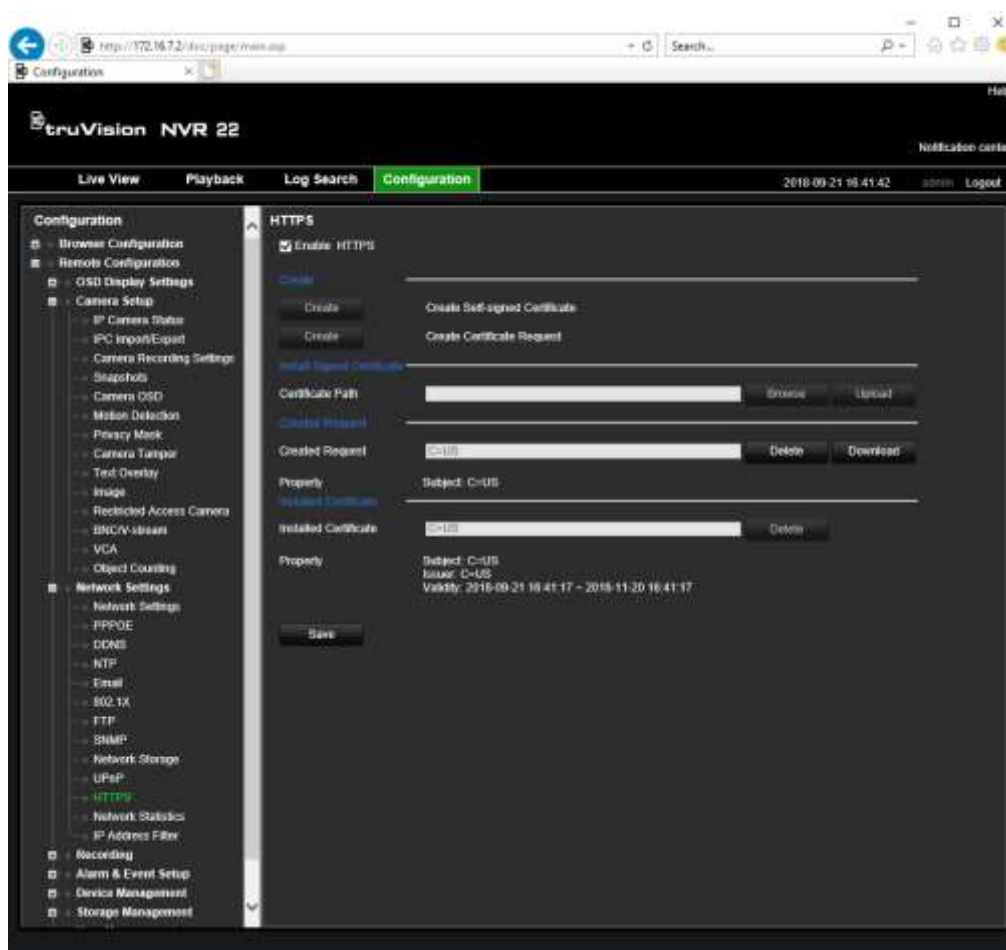 http://172.16.7.2/doc/page/main.asp
Search...
Configuration
truVision NVR 22
Notification cente
Live View Playback Log Search Configuration 2018-09-21 16:41:42 admin Logout
Configuration
Browser Configuration
Remote Configuration
OSD Display Settings
Camera Setup
IP Camera Status
IPC Import/Export
Camera Recording Settings
Snapshots
Camera OSD
Motion Detection
Privacy Mask
Camera Tamper
Text Overlay
Image
Restricted Access Camera
BNC/V-stream
VCA
Object Counting
Network Settings
Network Settings
PPPOE
DDNS
NTP
Email
802.1X
FTP
SNMP
Network Storage
UPnP
HTTPS
Network Statistics
IP Address Filter
Recording
Alarm & Event Setup
Device Management
Storage Management
HTTPS
Enable HTTPS
Create
Create Create Self-signed Certificate
Create Create Certificate Request
Install Signed Certificate
Certificate Path Browse Upload
Created Request
Created Request C=US Delete Download
Property Subject: C=US
Installed Certificate
Installed Certificate C=US Delete
Property Subject: C=US
Issuer: C=US
Validity: 2018-09-21 16:41:17 ~ 2018-11-20 16:41:17
Save